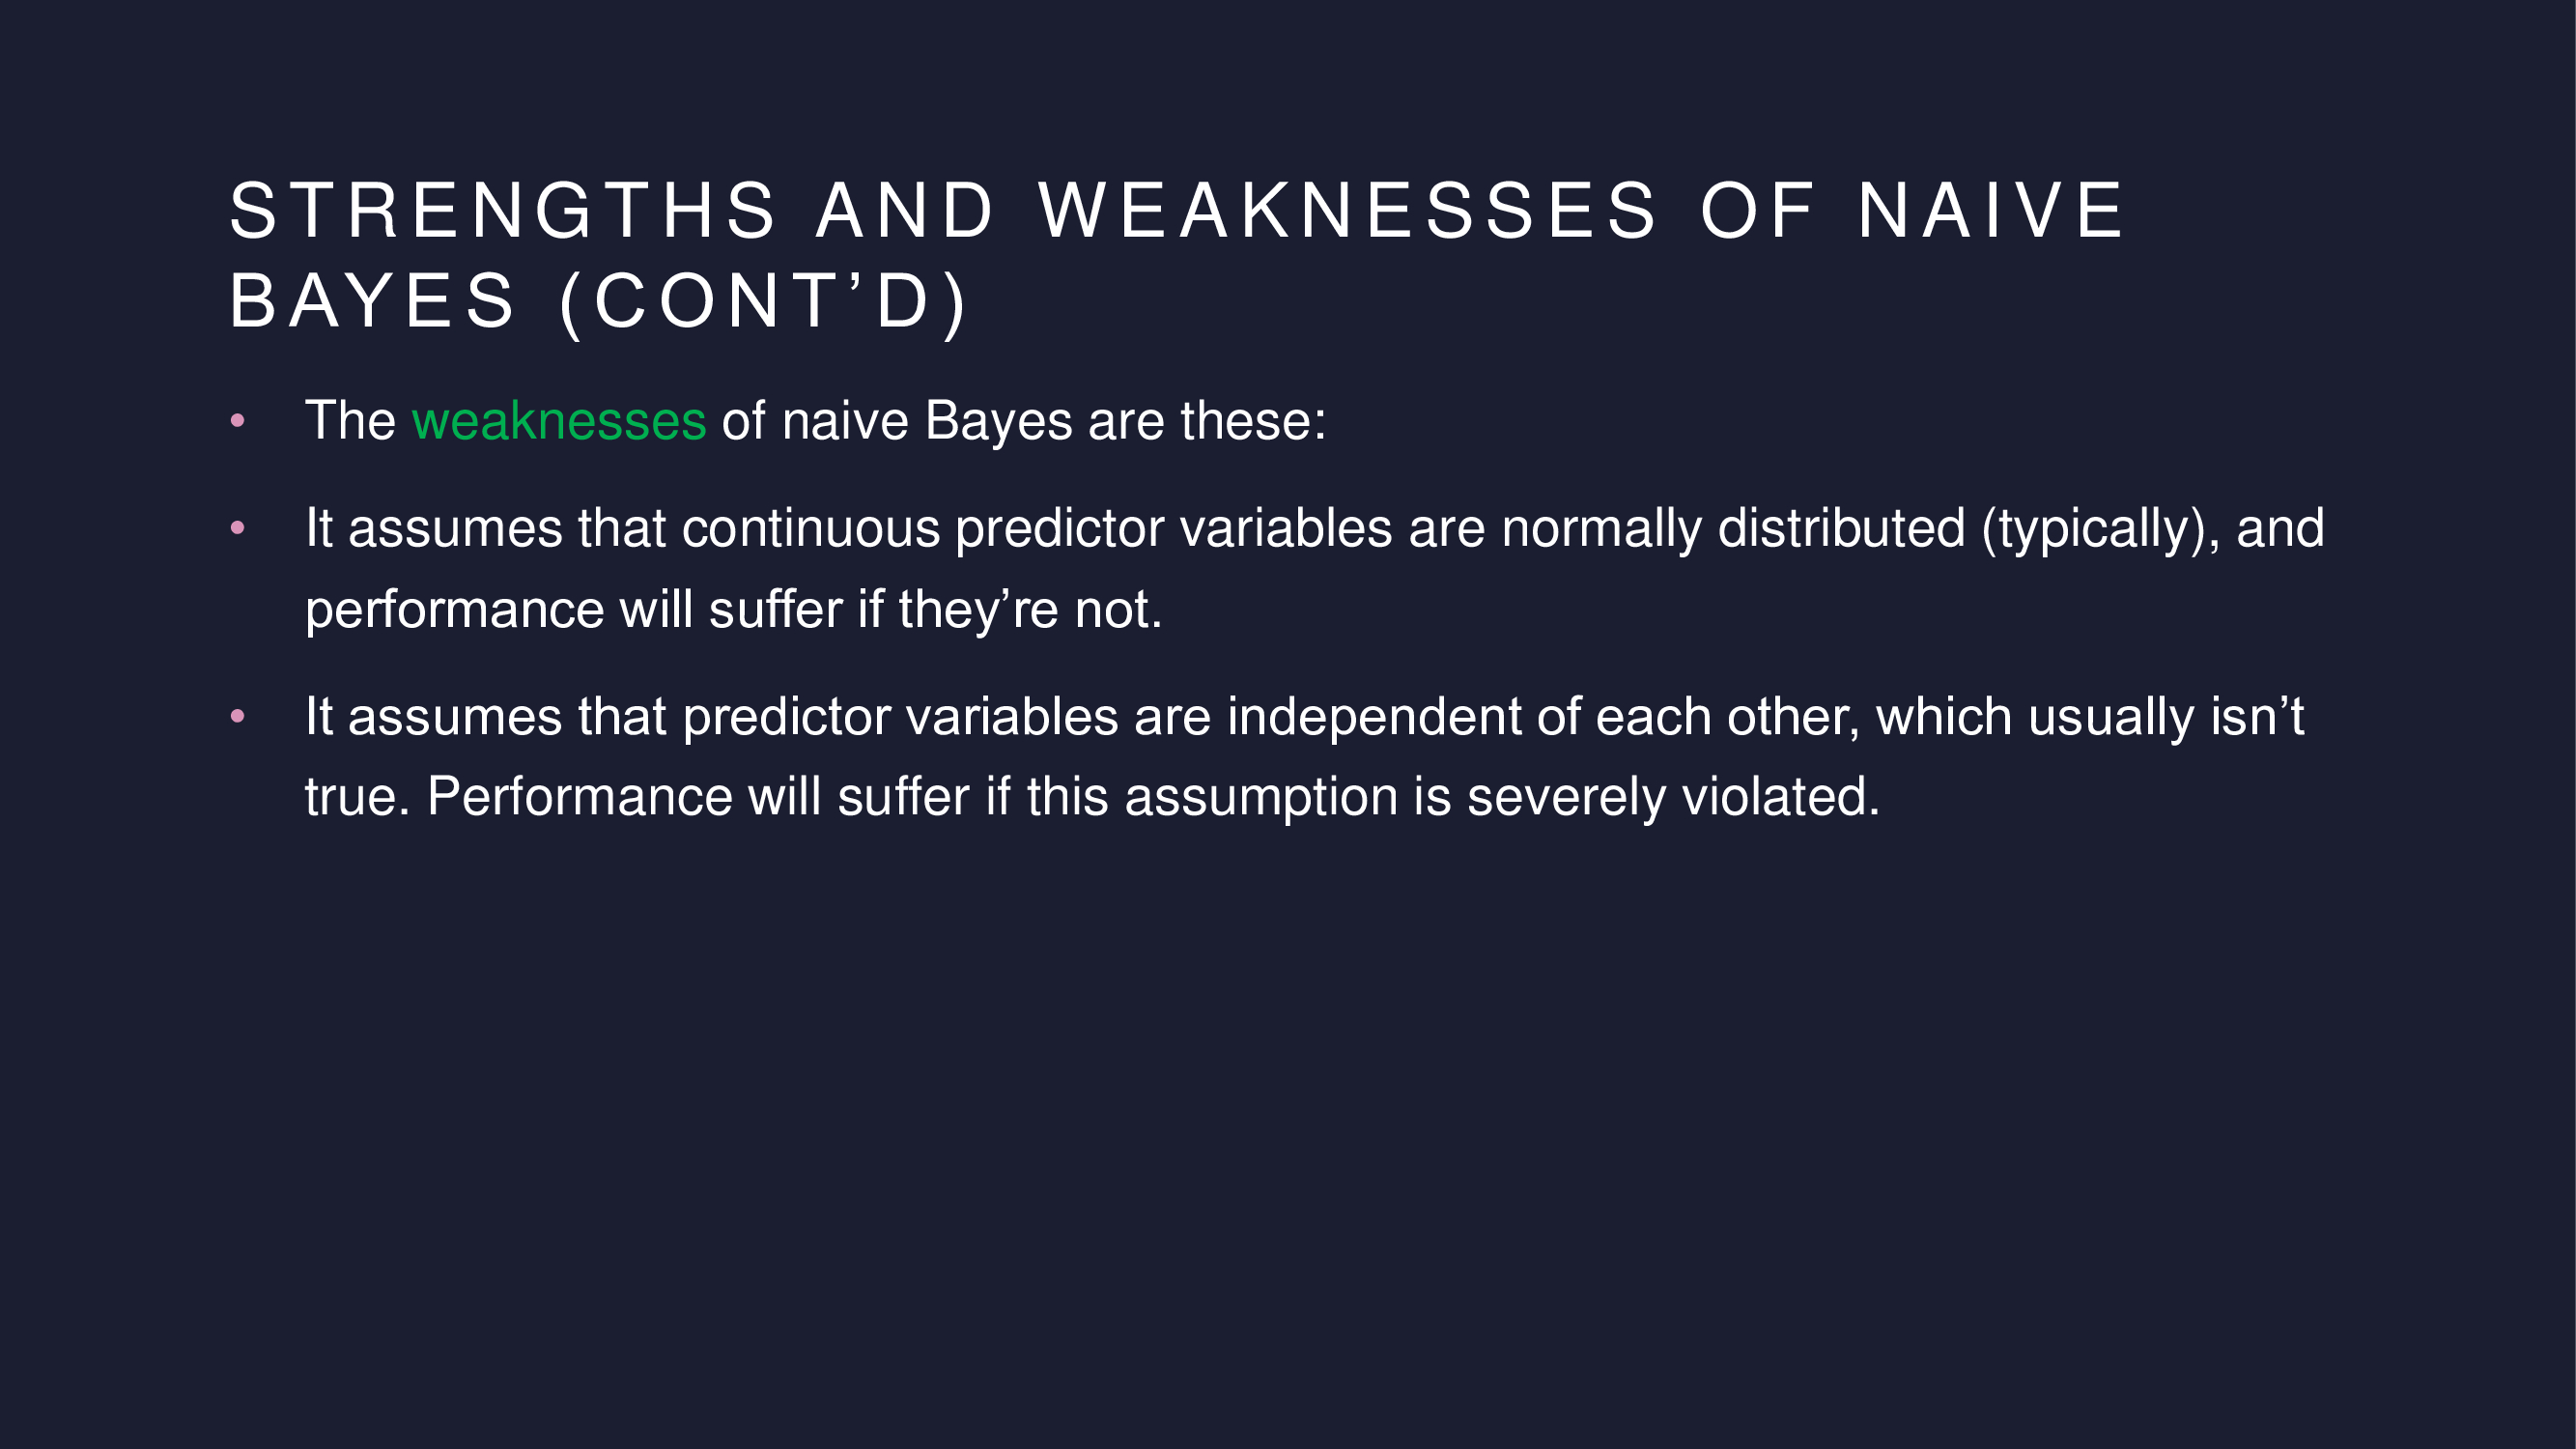 STRENGTHS AND WEAKNESSES OF NAIVE
BAYES (CONT’D)
• The weaknesses of naive Bayes are these:
• It assumes that continuous predictor variables are normally distributed (typically), and
performance will suffer if they’re not.
• It assumes that predictor variables are independent of each other, which usually isn’t
true. Performance will suffer if this assumption is severely violated.